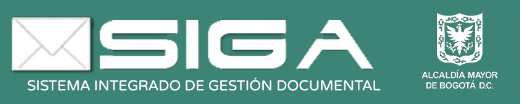 SIGA
SISTEMA INTEGRADO DE GESTIÓN DOCUMENTAL
ALCALDÍA MAYOR
DE BOGOTÁ D.C.